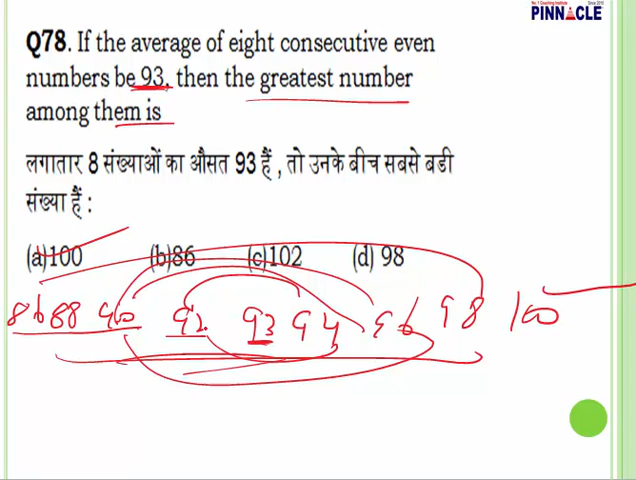 No.1 Coaching Institute Since 2010
PINNACLE
Q78. If the average of eight consecutive even
numbers be 93, then the greatest number
among them is
लगातार 8 संख्याओं का औसत 93 हैं , तो उनके बीच सबसे बडी
संख्या हैं :
(a)100 (b)86 (c)102 (d) 98
86 88 90 92 93 94 96 98 100